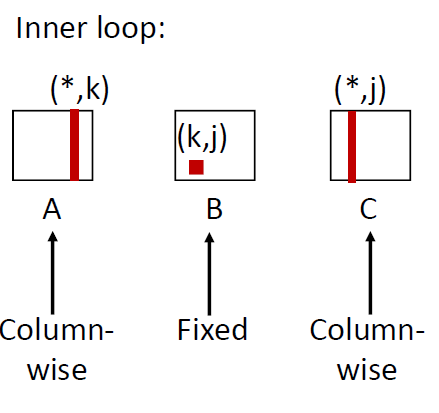 Inner loop:
(*,k)
(*,j)
(k,j)
A
B
C
Column-
wise
Fixed
Column-
wise